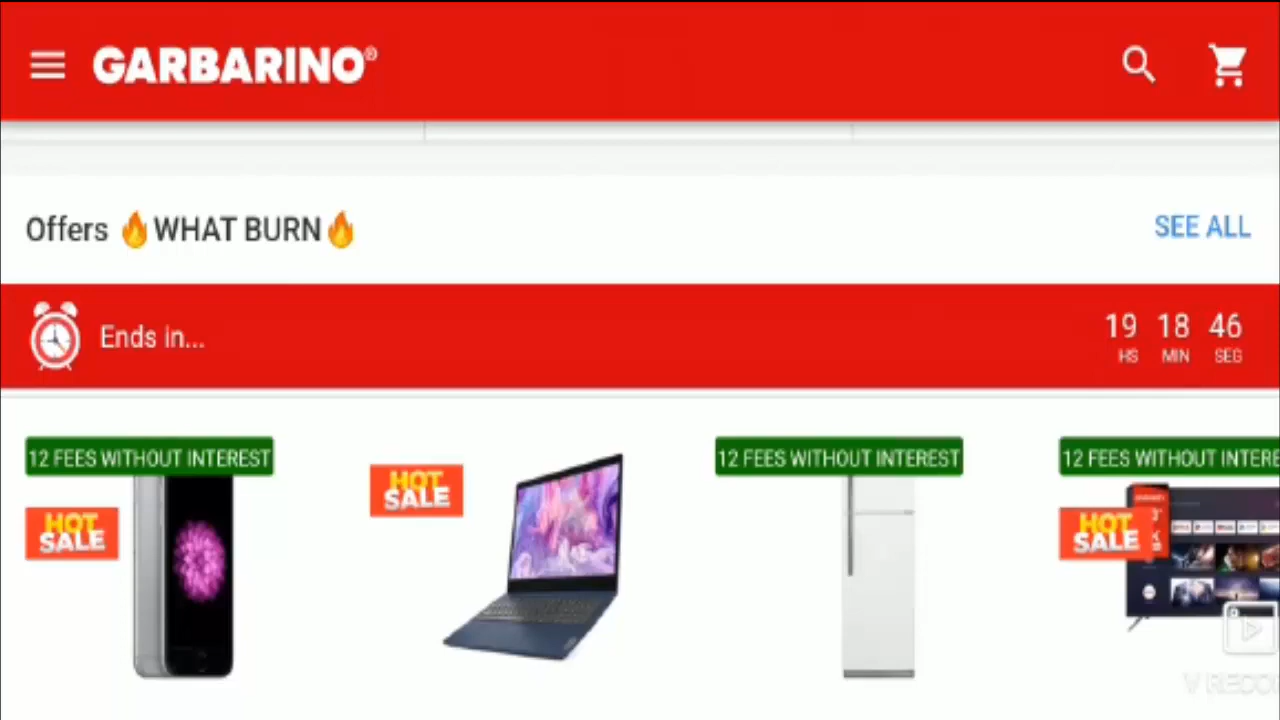 GARBARINO®
Offers 🔥WHAT BURN🔥
SEE ALL
Ends in...
19 18 46
HS MIN SEG
12 FEES WITHOUT INTEREST
HOT SALE
HOT SALE
12 FEES WITHOUT INTEREST
12 FEES WITHOUT INTERE
HOT SALE
V RECO